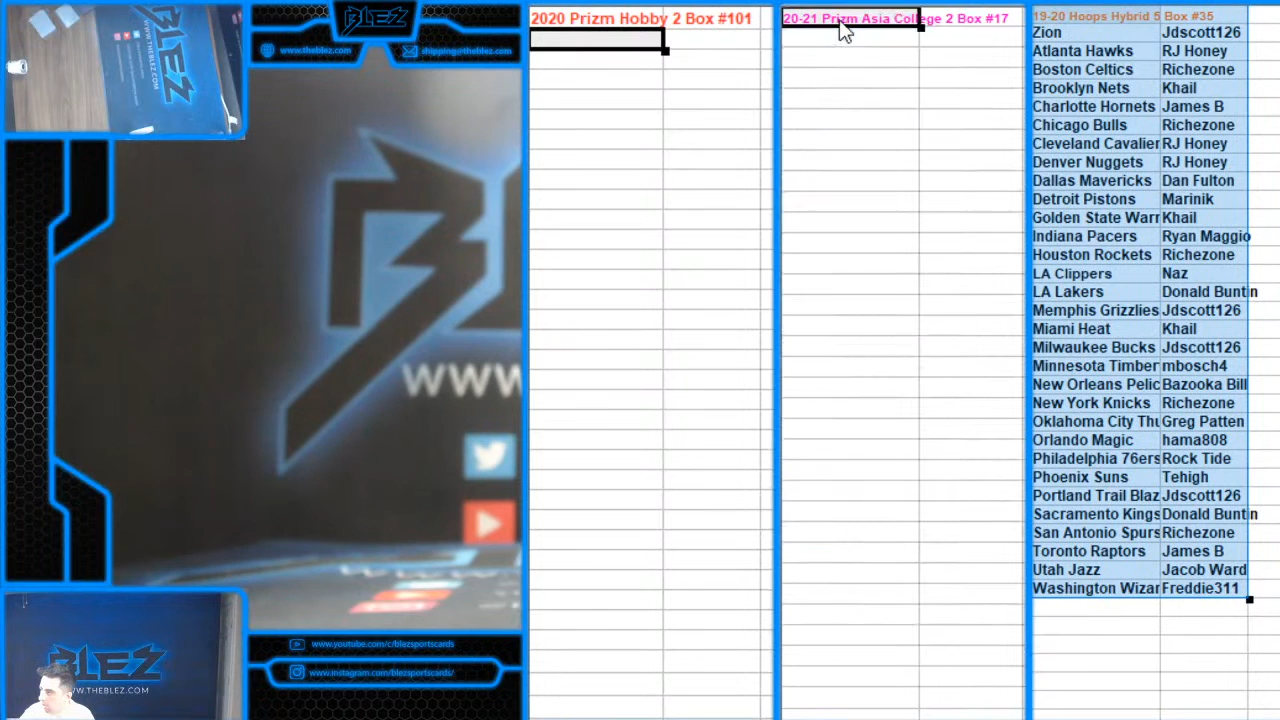 BLEZ
www.theblez.com
shipping@theblez.com
BLEZ
WWW
BLEZ
WWW.THEBLEZ.COM
www.youtube.com/c/blezsportscards
www.instagram.com/blezsportscards/
2020 Prizm Hobby 2 Box #101
20-21 Prizm Asia College 2 Box #17
19-20 Hoops Hybrid 5 Box #35
Zion Jdscott126
Atlanta Hawks RJ Honey
Boston Celtics Richezone
Brooklyn Nets Khail
Charlotte Hornets James B
Chicago Bulls Richezone
Cleveland Cavalier RJ Honey
Denver Nuggets RJ Honey
Dallas Mavericks Dan Fulton
Detroit Pistons Marinik
Golden State Warr Khail
Indiana Pacers Ryan Maggio
Houston Rockets Richezone
LA Clippers Naz
LA Lakers Donald Buntin
Memphis Grizzlies Jdscott126
Miami Heat Khail
Milwaukee Bucks Jdscott126
Minnesota Timber mbosch4
New Orleans Pelic Bazooka Bill
New York Knicks Richezone
Oklahoma City Thu Greg Patten
Orlando Magic hama808
Philadelphia 76ers Rock Tide
Phoenix Suns Tehigh
Portland Trail Blaz Jdscott126
Sacramento Kings Donald Buntin
San Antonio Spurs Richezone
Toronto Raptors James B
Utah Jazz Jacob Ward
Washington Wizar Freddie311